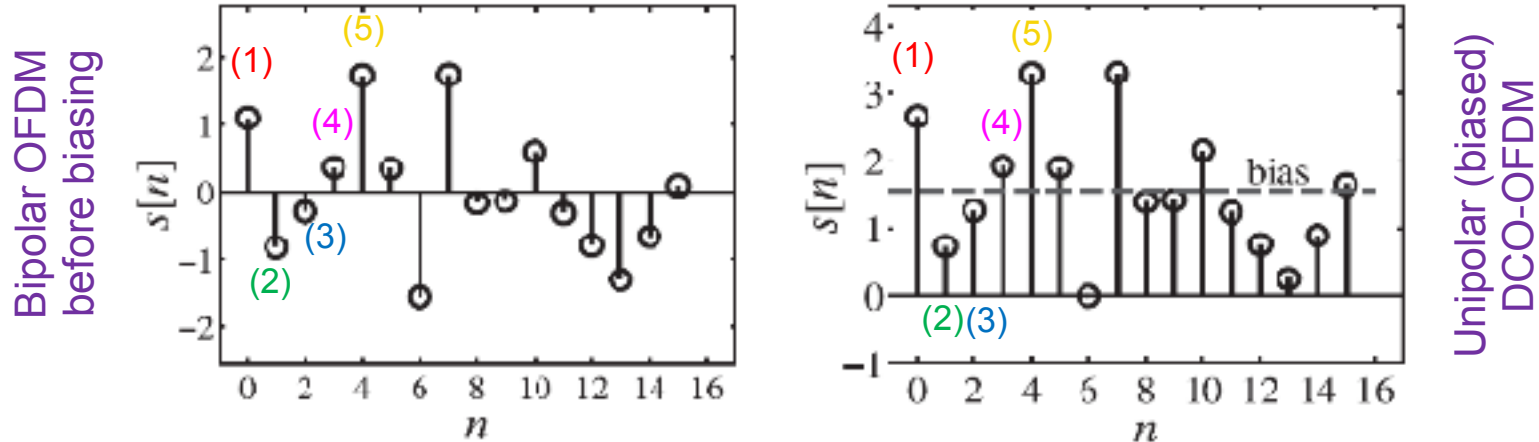 Bipolar OFDM
before biasing
s[n]
2
1
0
−1
−2
(1)
(2)
(3)
(4)
(5)
0 2 4 6 8 10 12 14 16
n
s[n]
4
3
2
1
0
−1
(1)
(2)
(3)
(4)
(5)
bias
0 2 4 6 8 10 12 14 16
n
Unipolar (biased)
DCO-OFDM